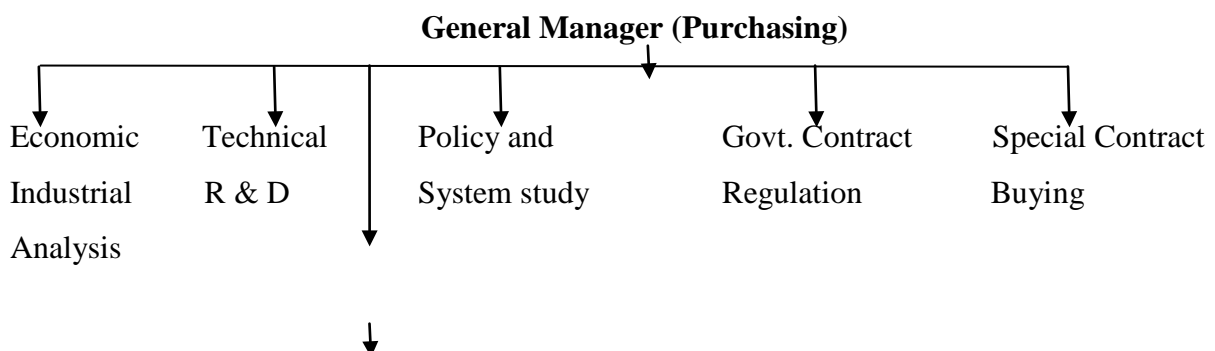 General Manager (Purchasing)
Economic Technical Policy and Govt. Contract Special Contract
Industrial R & D System study Regulation Buying
Analysis